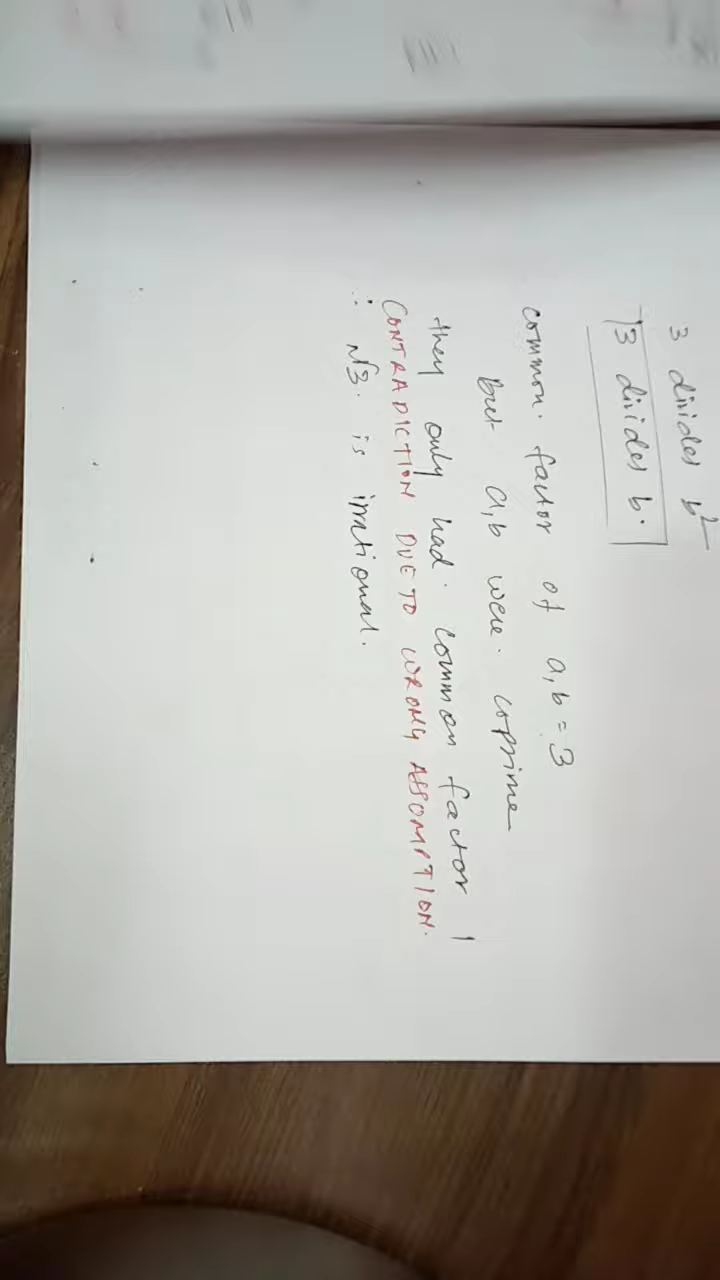 3 divides b²
3 divides b.
common. factor of a, b = 3
But a, b were. coprime
they only had. common factor 1
CONTRADICTION DUE TO WRONG ASSOMPTION.
∴ √3. is irrational.